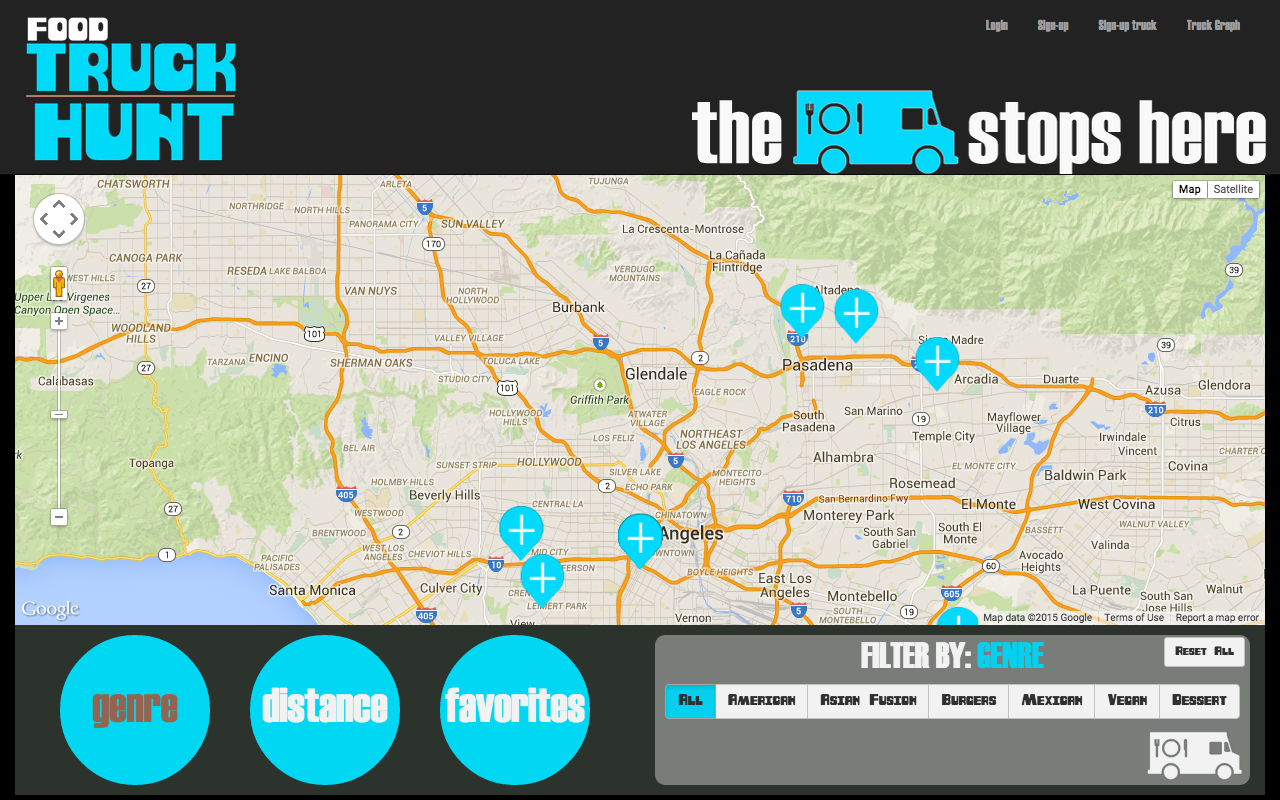 FOOD
TRUCK
HUNT
Login Sign-up Sign-up truck Truck Graph
the stops here
Map Satellite
CHATSWORTH
ARLETA
TUJUNGA
NORTHRIDGE
NORTH HILLS
5
PANORAMA CITY
SUN VALLEY
La Crescenta-Montrose
170
CANOGA PARK
La Cañada
Flintridge
RESEDA
LAKE BALBOA
VERDUGO
MOUNTAINS
39
WEST HILLS
27
VAN NUYS
NORTH
HOLLYWOOD
Altadena
Upper Las Virgenes
Canyon Open Space...
Burbank
WOODLAND
HILLS
101
VALLEY VILLAGE
5
210
Sierra Madre
39
TARZANA
ENCINO
SHERMAN OAKS
TOLUCA LAKE
2
Pasadena
27
Calabasas
STUDIO CITY
101
Glendale
Griffith Park
EAGLE ROCK
Arcadia
Duarte
Azusa
Glendora
210
Citrus
HOLLYWOOD
HILLS
ATWATER
VILLAGE
South
Pasadena
San Marino
19
Mayflower
Village
BEL AIR
LOS FELIZ
NORTHEAST
LOS ANGELES
Temple City
Irwindale
Vincent
CHARTER O
Topanga
SUNSET STRIP
HOLLYWOOD
5
Alhambra
EL MONTE CITY
Covina
SILVER LAKE
MONTECITO
HEIGHTS
Baldwin Park
HOLMBY HILLS
2
ECHO PARK
Rosemead
405
Beverly Hills
710
San Bernardino Fwy
El Monte
West Covina
27
WESTWOOD
CENTRAL LA
CHINATOWN
Monterey Park
BASSETT
WALNUT VALLEY
BRENTWOOD
2
Angeles
South San
Gabriel
South El
Monte
Valinda
1
PACIFIC
PALISADES
WEST LOS
ANGELES
CHEVIOT HILLS
MID CITY
Avocado
Heights
10
BOYLE HEIGHTS
60
Santa Monica
Culver City
LEIMERT PARK
East Los
Angeles
Montebello
605
La Puente
Walnut
South San
Jose Hills
405
View
Vernon
5
SOUTH
MONTEBELLO
19
Google
Map data ©2015 Google Terms of Use Report a map error
genre distance favorites
FILTER BY: GENRE
Reset All
All American Asian Fusion Burgers Mexican Vegan Dessert